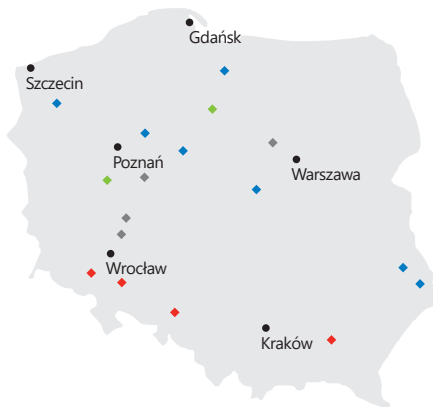 Gdańsk
Szczecin
Poznań
Warszawa
Wrocław
Kraków